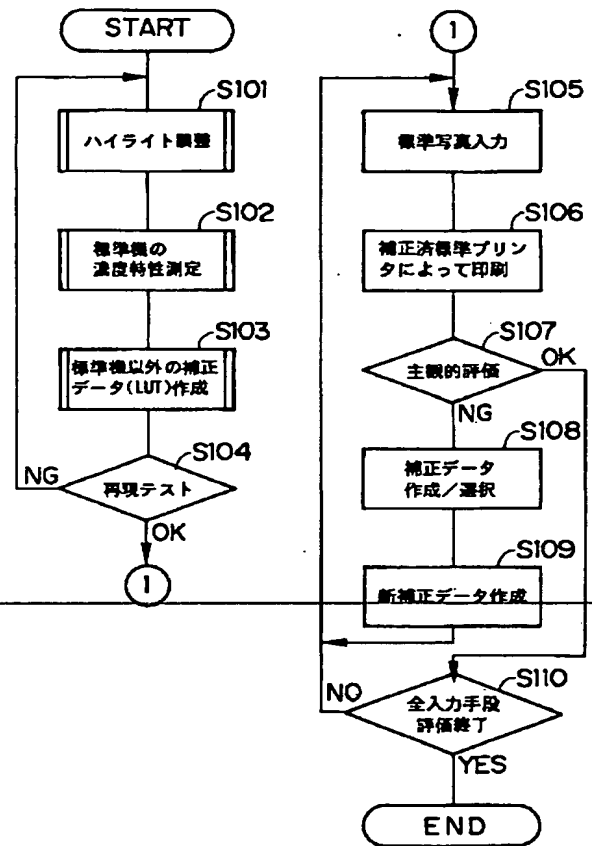 START
S101
ハイライト調整
S102
標準機の
濃度特性測定
S103
標準機以外の補正
データ(LUT)作成
S104
NG
再現テスト
OK
1
1
S105
標準写真入力
S106
補正済標準プリン
タによって印刷
S107
OK
主観的評価
NG
S108
補正データ
作成/選択
S109
新補正データ作成
S110
NO
全入力手段
評価終了
YES
END